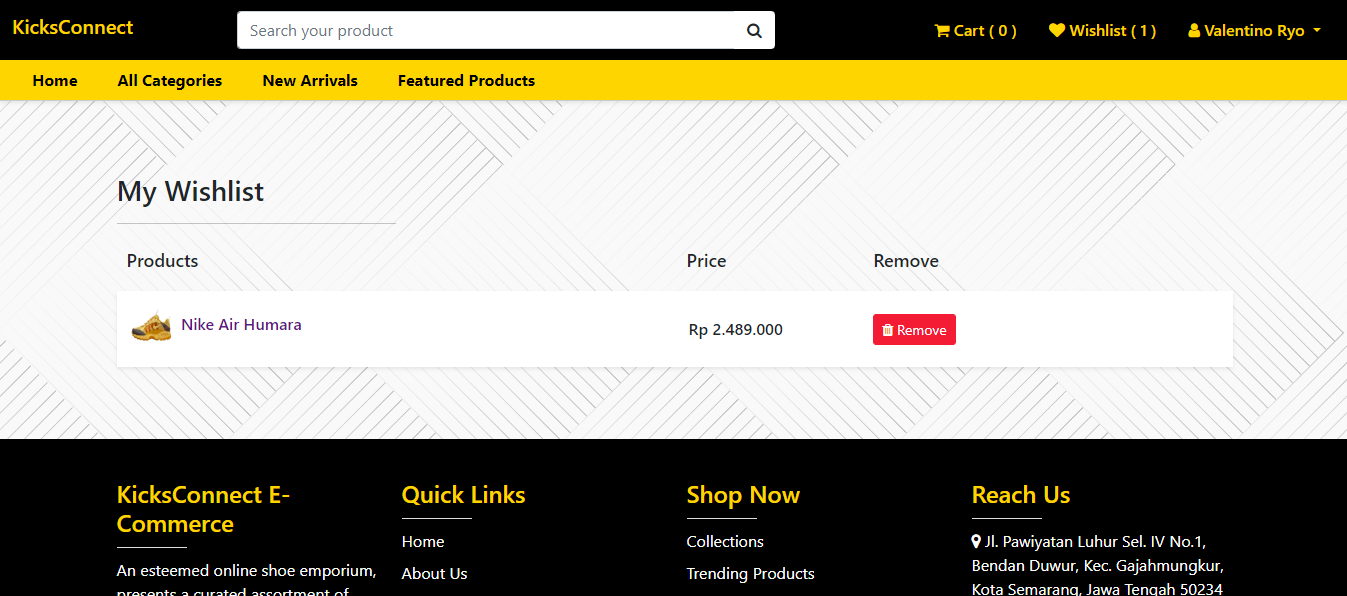 KicksConnect
Search your product
Cart ( 0 )
Wishlist ( 1 )
Valentino Ryo
Home
All Categories
New Arrivals
Featured Products
My Wishlist
Products
Price
Remove
Nike Air Humara
Rp 2.489.000
Remove
KicksConnect E-
Commerce
An esteemed online shoe emporium,
presents a curated assortment of
Quick Links
Home
About Us
Shop Now
Collections
Trending Products
Reach Us
Jl. Pawiyatan Luhur Sel. IV No.1,
Bendan Duwur, Kec. Gajahmungkur,
Kota Semarang, Jawa Tengah 50234